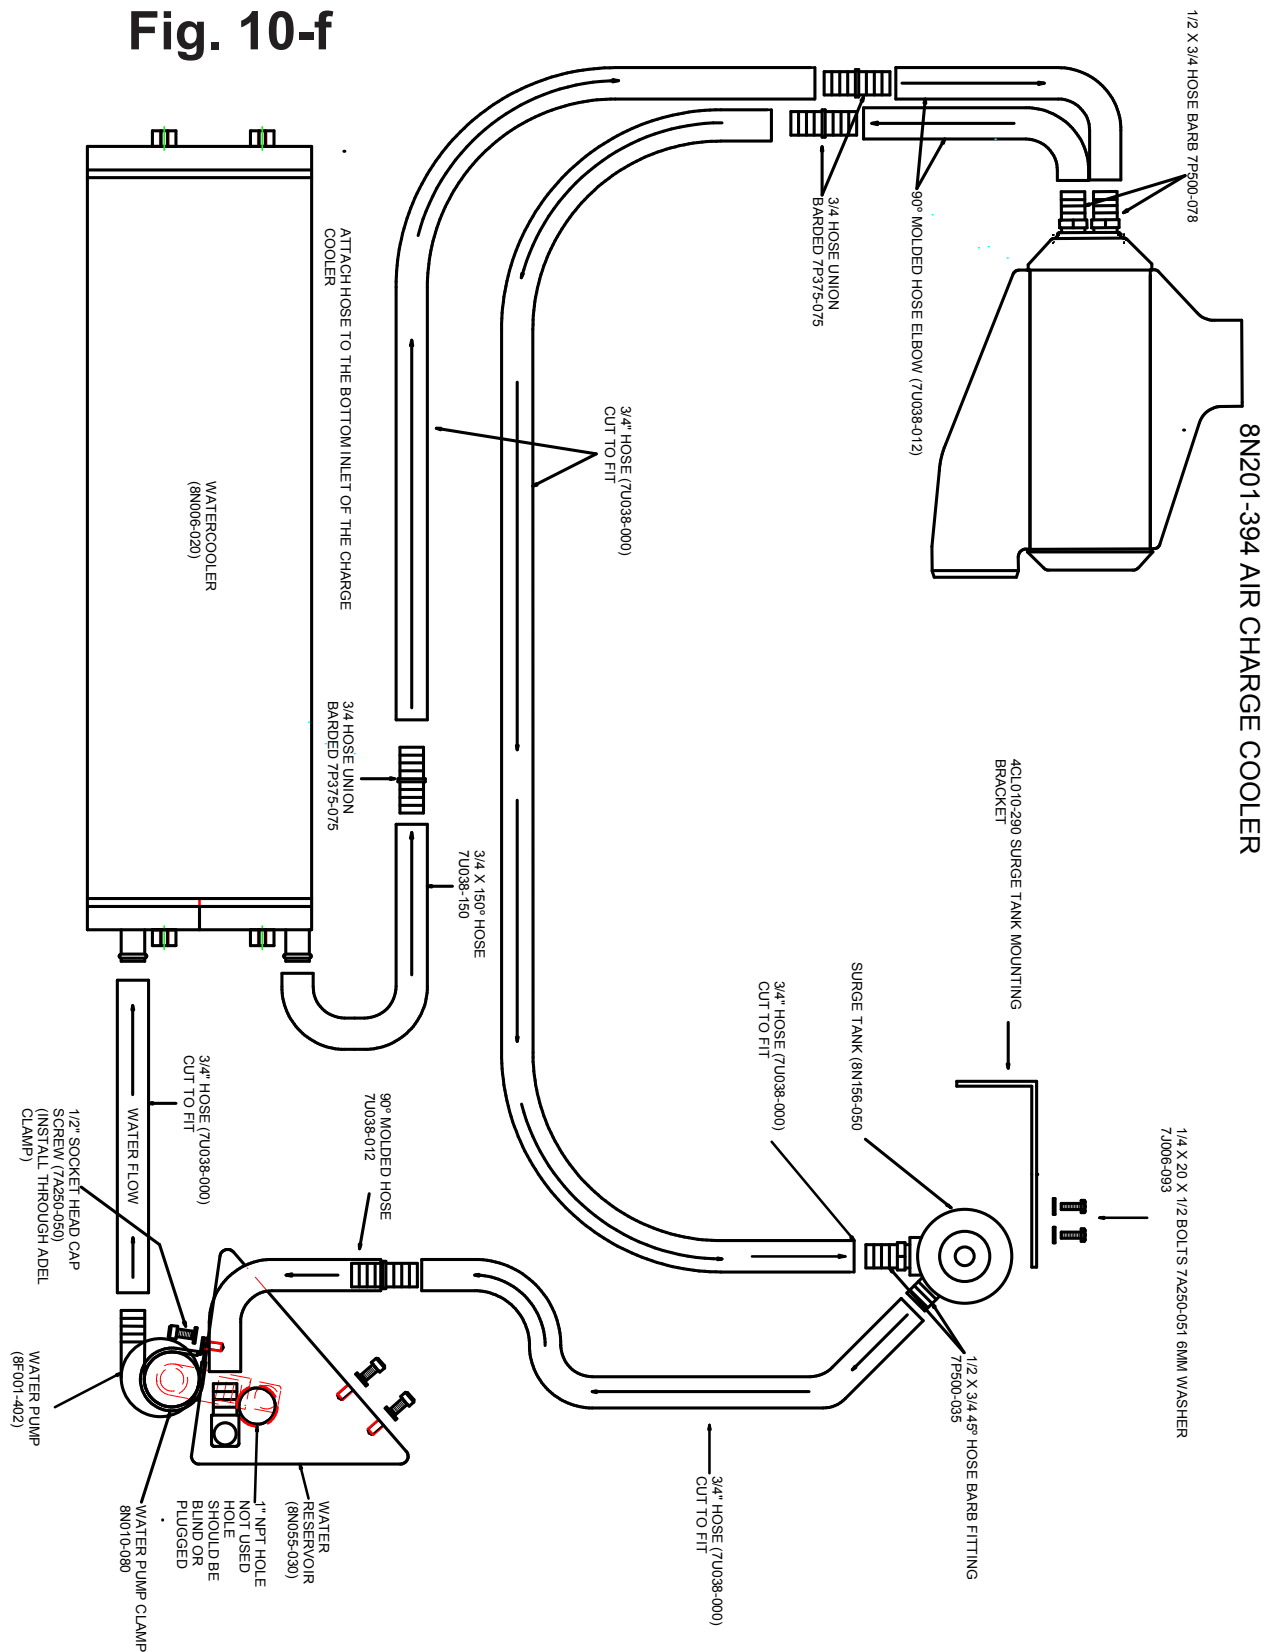 Fig. 10-f
8N201-394 AIR CHARGE COOLER
1/2 X 3/4 HOSE BARB 7P500-078
90° MOLDED HOSE ELBOW (7U038-012)
3/4 HOSE UNION
BARDED 7P375-075
ATTACH HOSE TO THE BOTTOM INLET OF THE CHARGE
COOLER
3/4" HOSE (7U038-000)
CUT TO FIT
WATERCOOLER
(8N006-020)
3/4 HOSE UNION
BARDED 7P375-075
3/4 X 150° HOSE
7U038-150
4CL010-290 SURGE TANK MOUNTING
BRACKET
SURGE TANK (8N156-050
3/4" HOSE (7U038-000)
CUT TO FIT
1/4 X 20 X 1/2 BOLTS 7A250-051 6MM WASHER
7J006-093
90° MOLDED HOSE
7U038-012
3/4" HOSE (7U038-000)
CUT TO FIT
WATER FLOW
1/2" SOCKET HEAD CAP
SCREW (7A250-050)
(INSTALL THROUGH ADEL
CLAMP)
1/2 X 3/4 45° HOSE BARB FITTING
7P500-035
3/4" HOSE (7U038-000)
CUT TO FIT
WATER PUMP
(8F001-402)
WATER
RESERVOIR
(8N055-030)
1" NPT HOLE
NOT USED
HOLE
SHOULD BE
BLIND OR
PLUGGED
WATER PUMP CLAMP
8N010-080